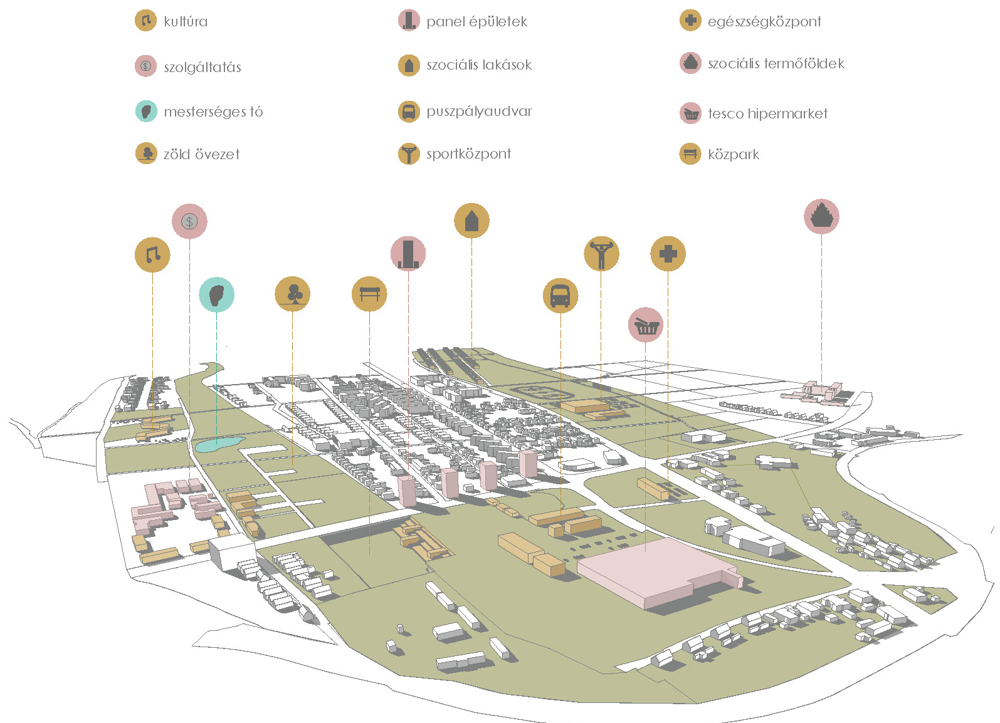 kultúra
panel épületek
egészségközpont
szolgáltatás
szociális lakások
szociális termőföldek
mesterséges tó
puszpályaudvar
tesco hipermarket
zöld övezet
sportközpont
közpark